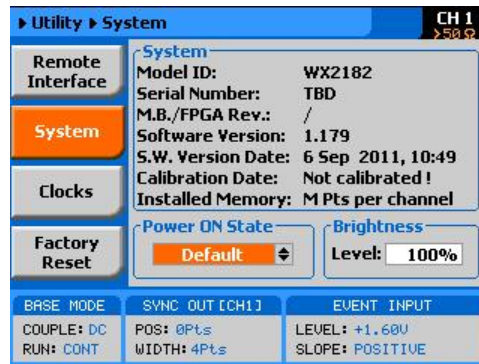 ▶ Utility ▶ System
CH 1
>50 Ω
Remote
Interface
System
Clocks
Factory
Reset
System
Model ID: WX2182
Serial Number: TBD
M.B./FPGA Rev.: /
Software Version: 1.179
S.W. Version Date: 6 Sep 2011, 10:49
Calibration Date: Not calibrated !
Installed Memory: M Pts per channel
Power ON State
Default
Brightness
Level: 100%
BASE MODE
COUPLE: DC
RUN: CONT
SYNC OUT [CH1]
POS: 0Pts
WIDTH: 4Pts
EVENT INPUT
LEVEL: +1.60V
SLOPE: POSITIVE